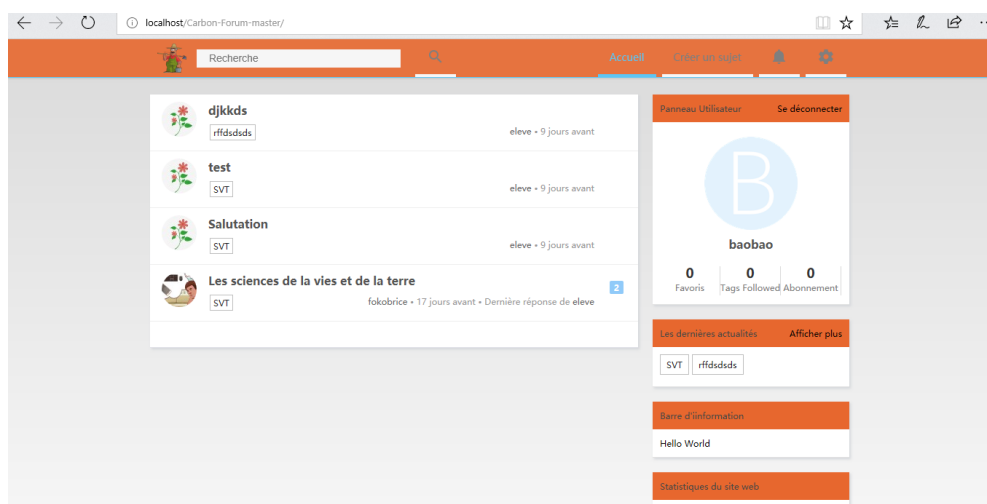 localhost/Carbon-Forum-master/
Recherche
Accueil Créer un sujet
djkkds
rffdsdsds
eleve • 9 jours avant
test
SVT
eleve • 9 jours avant
Salutation
SVT
eleve • 9 jours avant
Les sciences de la vies et de la terre
SVT
fokobrice • 17 jours avant • Dernière réponse de eleve
2
Panneau Utilisateur Se déconnecter
B
baobao
0 0 0
Favoris Tags Followed Abonnement
Les dernières actualités Afficher plus
SVT rffdsdsds
Barre d'iinformation
Hello World
Statistiques du site web